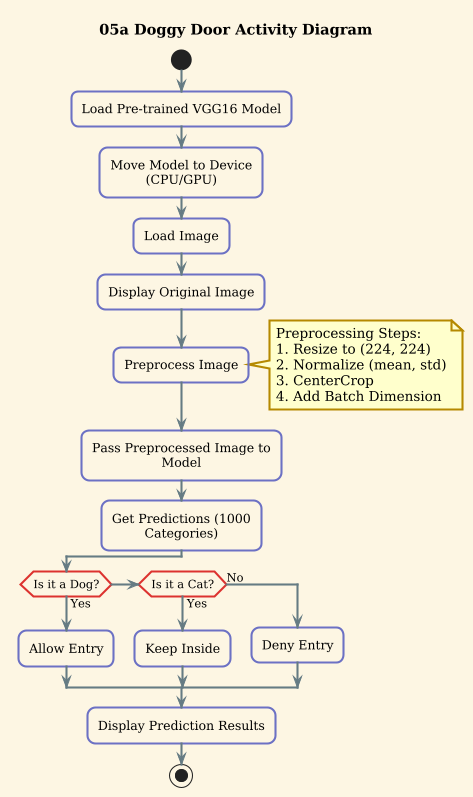 05a Doggy Door Activity Diagram
Load Pre-trained VGG16 Model
Move Model to Device
(CPU/GPU)
Load Image
Display Original Image
Preprocess Image
Preprocessing Steps:
1. Resize to (224, 224)
2. Normalize (mean, std)
3. CenterCrop
4. Add Batch Dimension
Pass Preprocessed Image to
Model
Get Predictions (1000
Categories)
Is it a Dog?
Yes
Is it a Cat?
Yes
No
Allow Entry
Keep Inside
Deny Entry
Display Prediction Results